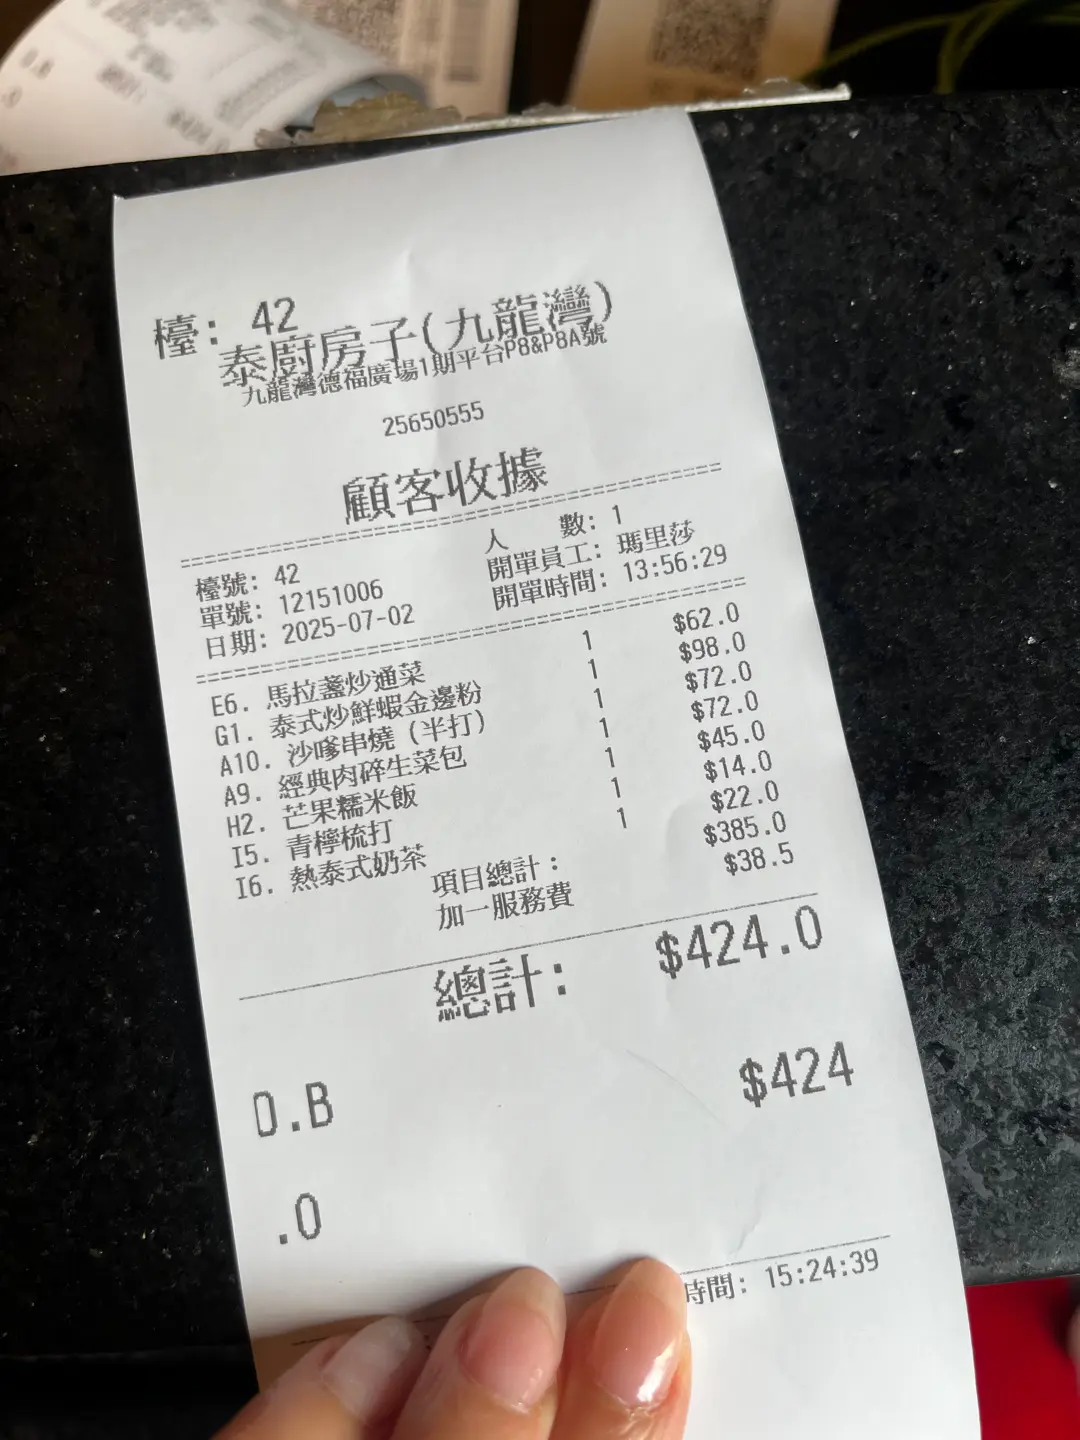 檯: 42
泰廚房子(九龍灣)
九龍灣德福廣場1期平台P8&P8A號
25650555
顧客收據
人 數: 1
檯號: 42 開單員工: 瑪里莎
單號: 12151006 開單時間: 13:56:29
日期: 2025-07-02
E6. 馬拉盞炒通菜 1 $62.0
G1. 泰式炒鮮蝦金邊粉 1 $98.0
A10. 沙嗲串燒 (半打) 1 $72.0
A9. 經典肉碎生菜包 1 $72.0
H2. 芒果糯米飯 1 $45.0
I5. 青檸梳打 1 $14.0
I6. 熱泰式奶茶 1 $22.0
項目總計: $385.0
加一服務費 $38.5
總計: $424.0
D.B $424
.0
時間: 15:24:39